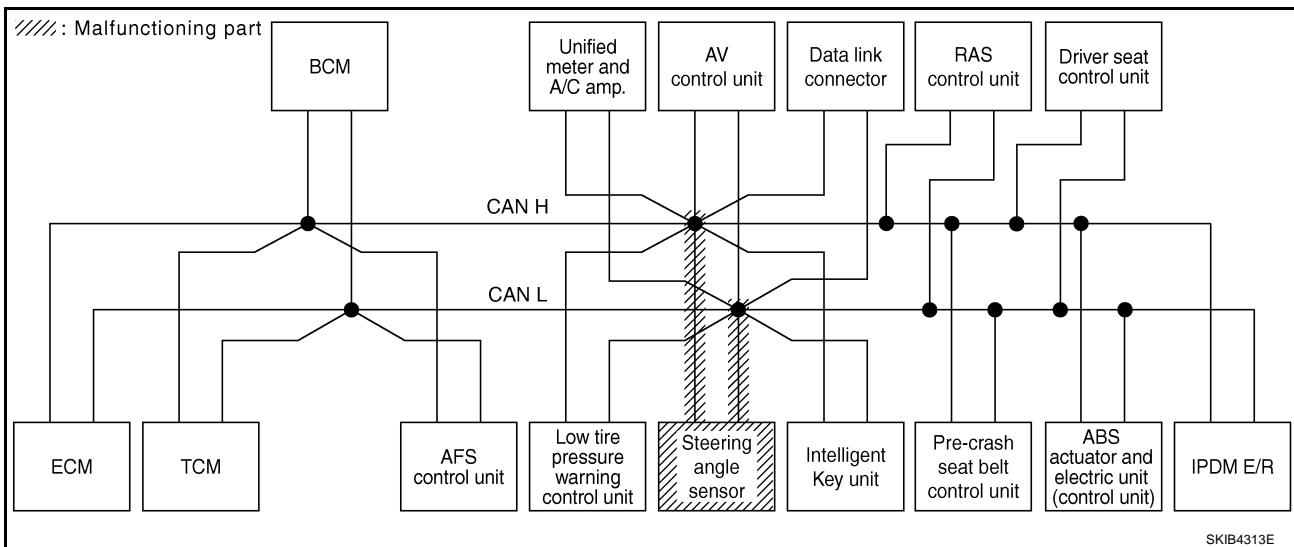 : Malfunctioning part
BCM
Unified
meter and
A/C amp.
AV
control unit
Data link
connector
RAS
control unit
Driver seat
control unit
CAN H
CAN L
ECM
TCM
AFS
control unit
Low tire
pressure
warning
control unit
Steering
angle
sensor
Intelligent
Key unit
Pre-crash
seat belt
control unit
ABS
actuator and
electric unit
(control unit)
IPDM E/R
SKIB4313E